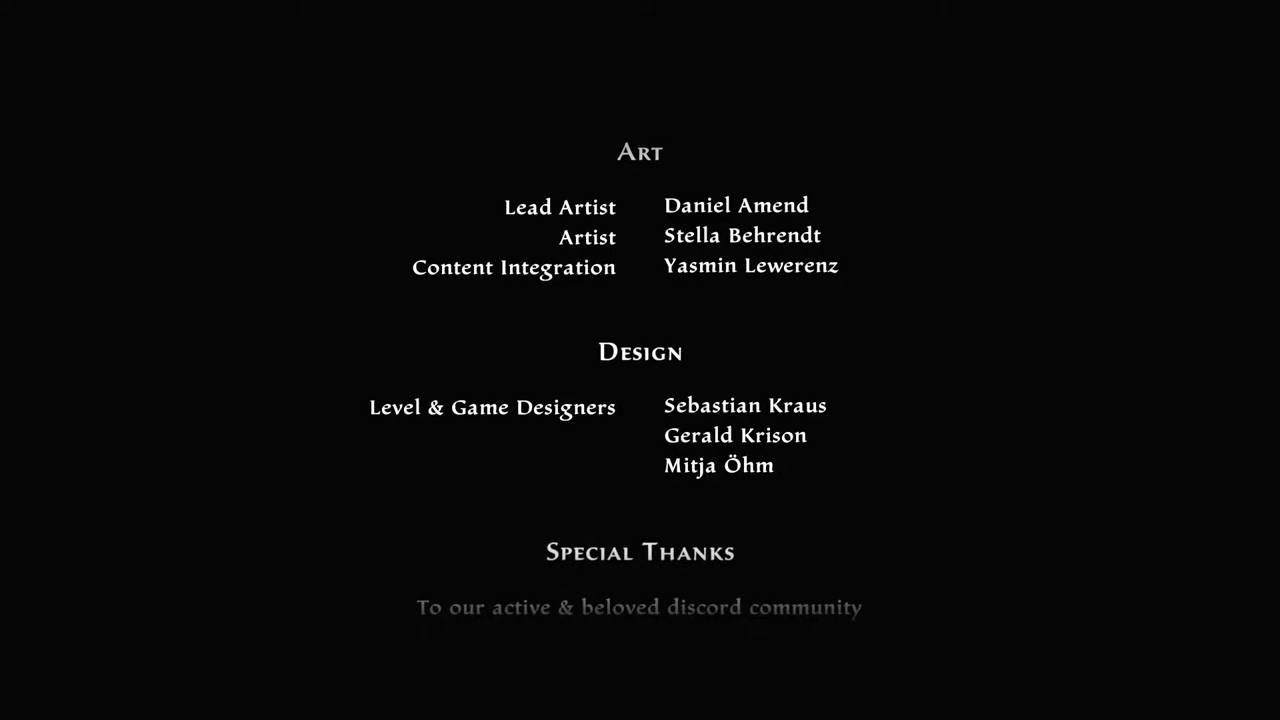 Art
Lead Artist Daniel Amend
Artist Stella Behrendt
Content Integration Yasmin Lewerenz
Design
Level & Game Designers Sebastian Kraus
Gerald Krison
Mitja Öhm
Special Thanks
To our active & beloved discord community